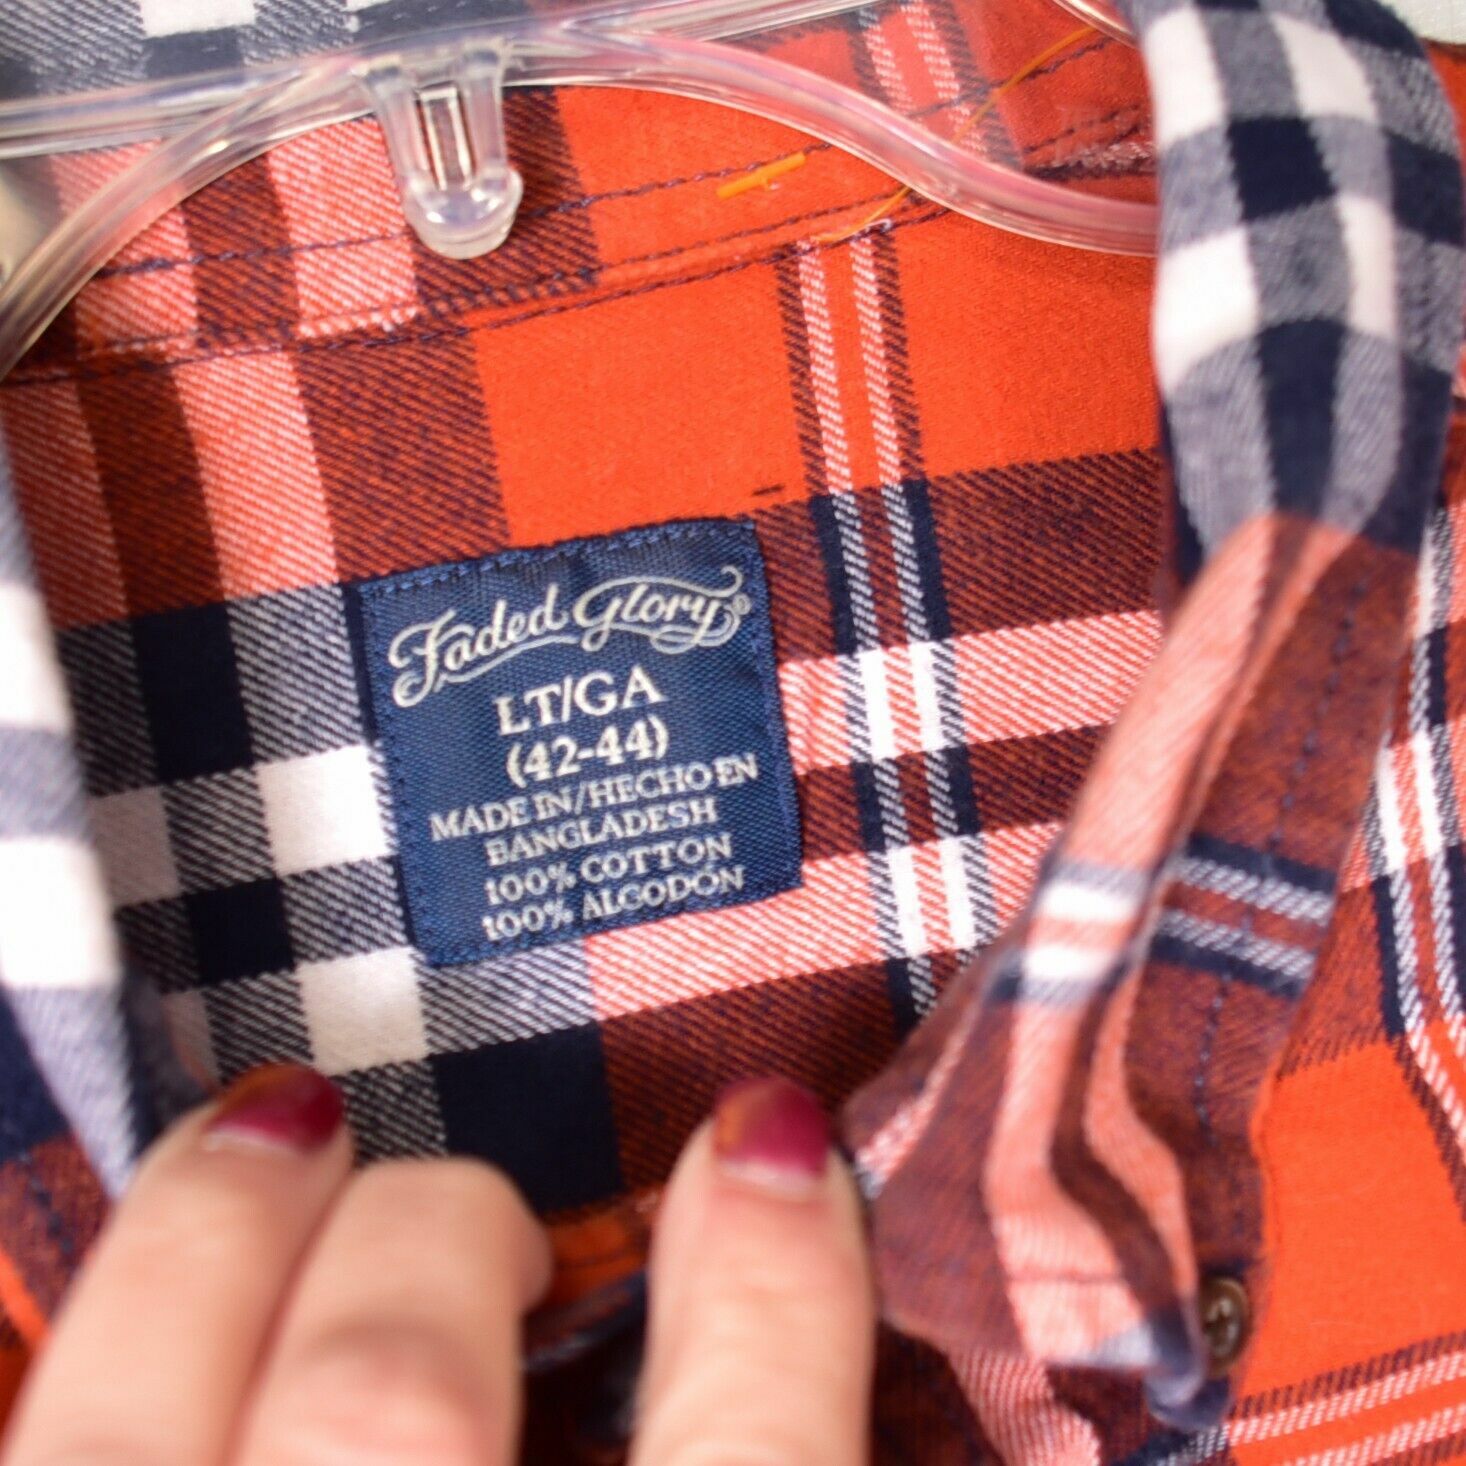 Faded Glory®
LT/GA
(42-44)
MADE IN/HECHO EN
BANGLADESH
100% COTTON
100% ALGODÓN